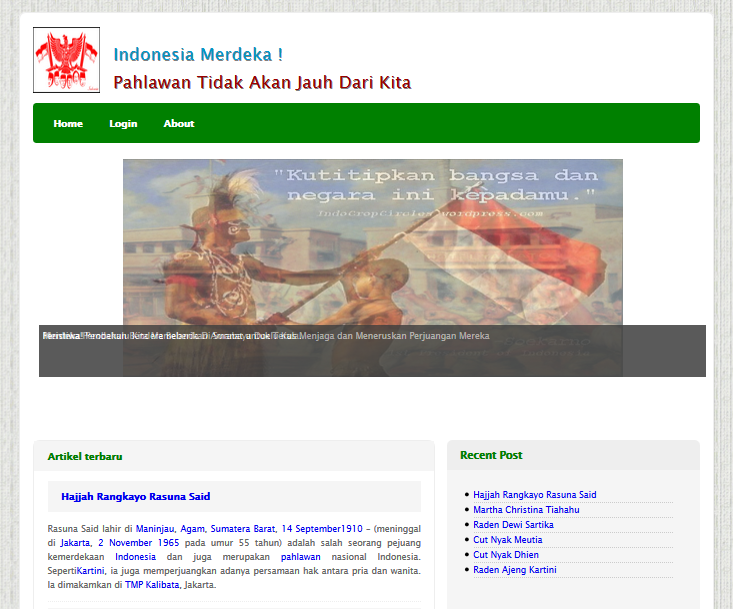 Indonesia Merdeka !
Pahlawan Tidak Akan Jauh Dari Kita
Home Login About
"Kutitipkan bangsa dan
negara ini kepadamu."
IndoCropCircles.wordpress.com
Menjaga dan Meneruskan Perjuangan Mereka
Artikel terbaru
Hajjah Rangkayo Rasuna Said
Rasuna Said lahir di Maninjau, Agam, Sumatera Barat, 14 September1910 – (meninggal
di Jakarta, 2 November 1965 pada umur 55 tahun) adalah salah seorang pejuang
kemerdekaan Indonesia dan juga merupakan pahlawan nasional Indonesia.
SepertiKartini, ia juga memperjuangkan adanya persamaan hak antara pria dan wanita.
Ia dimakamkan di TMP Kalibata, Jakarta.
Recent Post
Hajjah Rangkayo Rasuna Said
Martha Christina Tiahahu
Raden Dewi Sartika
Cut Nyak Meutia
Cut Nyak Dhien
Raden Ajeng Kartini